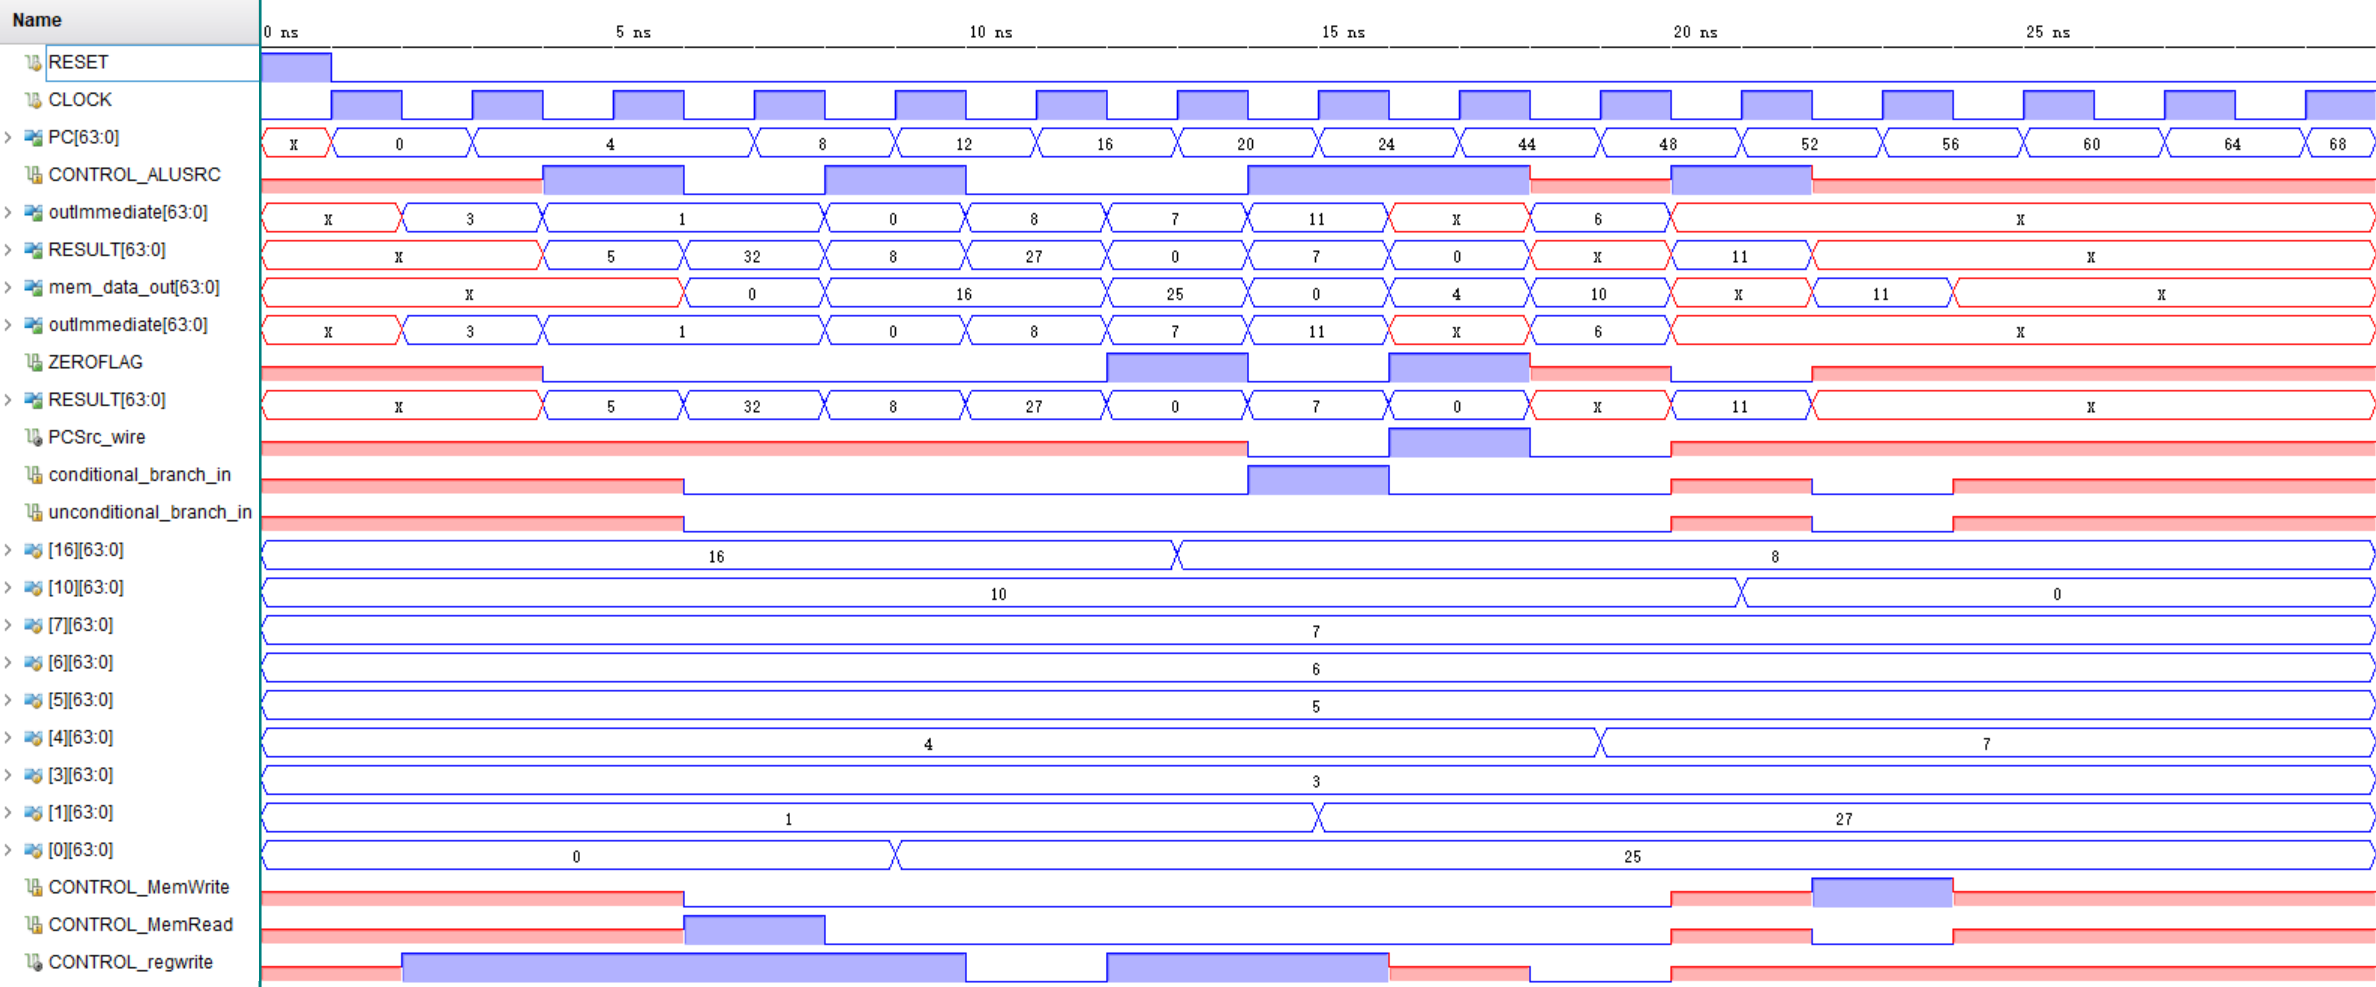 Name
0 ns 5 ns 10 ns 15 ns 20 ns 25 ns
RESET
CLOCK
PC[63:0] X 0 4 8 12 16 20 24 44 48 52 56 60 64 68
CONTROL_ALUSRC
outImmediate[63:0] X 3 1 0 8 7 11 X 6 X
RESULT[63:0] X 5 32 8 27 0 7 0 X 11 X
mem_data_out[63:0] X 0 16 25 0 4 10 X 11 X
outImmediate[63:0] X 3 1 0 8 7 11 X 6 X
ZEROFLAG
RESULT[63:0] X 5 32 8 27 0 7 0 X 11 X
PCSrc_wire
conditional_branch_in
unconditional_branch_in
[16][63:0] 16 8
[10][63:0] 10 0
[7][63:0] 7
[6][63:0] 6
[5][63:0] 5
[4][63:0] 4 7
[3][63:0] 3
[1][63:0] 1 27
[0][63:0] 0 25
CONTROL_MemWrite
CONTROL_MemRead
CONTROL_regwrite